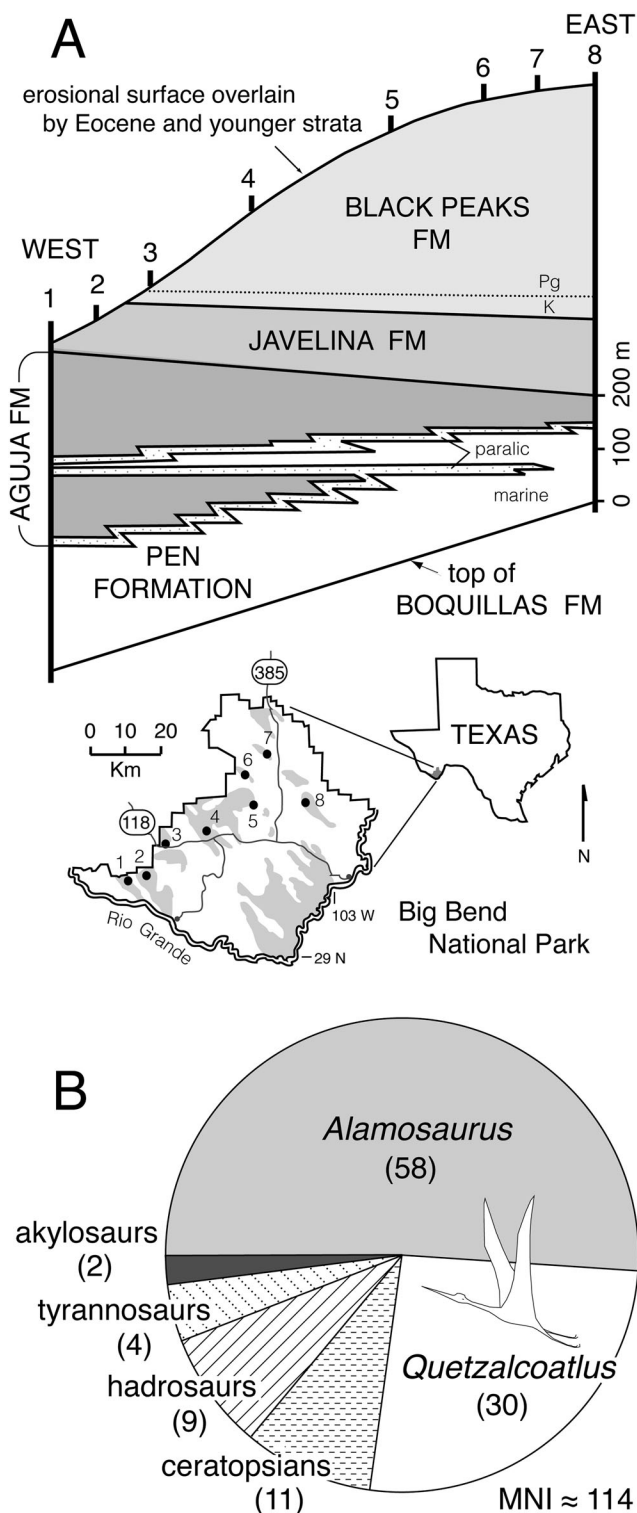 A
EAST
8
7
6
5
erosional surface overlain
by Eocene and younger strata
4
BLACK PEAKS
FM
WEST
3
1
2
Pg
K
JAVELINA FM
200 m
AGUJA FM
paralic
100
marine
0
PEN
FORMATION
top of
BOQUILLAS FM
385
0 10 20
Km
TEXAS
7
6
8
5
118
3
4
N
1
2
103 W
Rio Grande
29 N
Big Bend
National Park
B
Alamosaurus
(58)
akylosaurs
(2)
tyrannosaurs
(4)
Quetzalcoatlus
(30)
hadrosaurs
(9)
ceratopsians
(11)
MNI ≈ 114